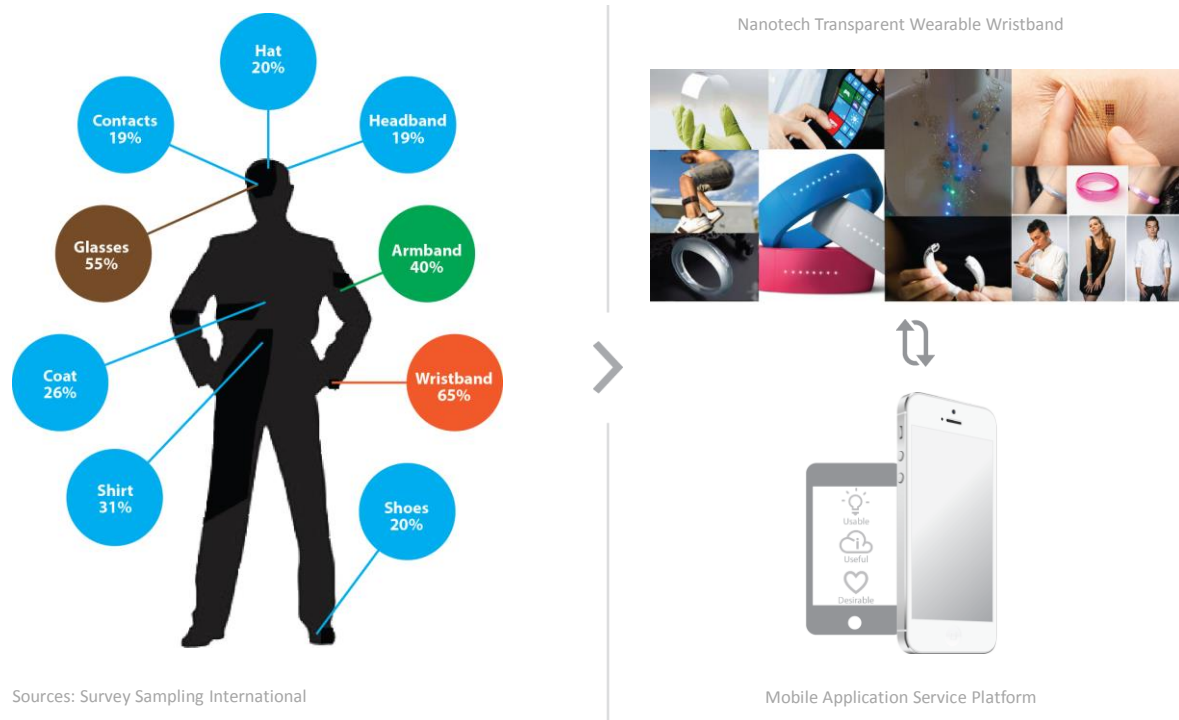 Hat
20%
Contacts
19%
Headband
19%
Glasses
55%
Armband
40%
Coat
26%
Wristband
65%
Shirt
31%
Shoes
20%
Sources: Survey Sampling International
Nanotech Transparent Wearable Wristband
Usable
Useful
Desirable
Mobile Application Service Platform